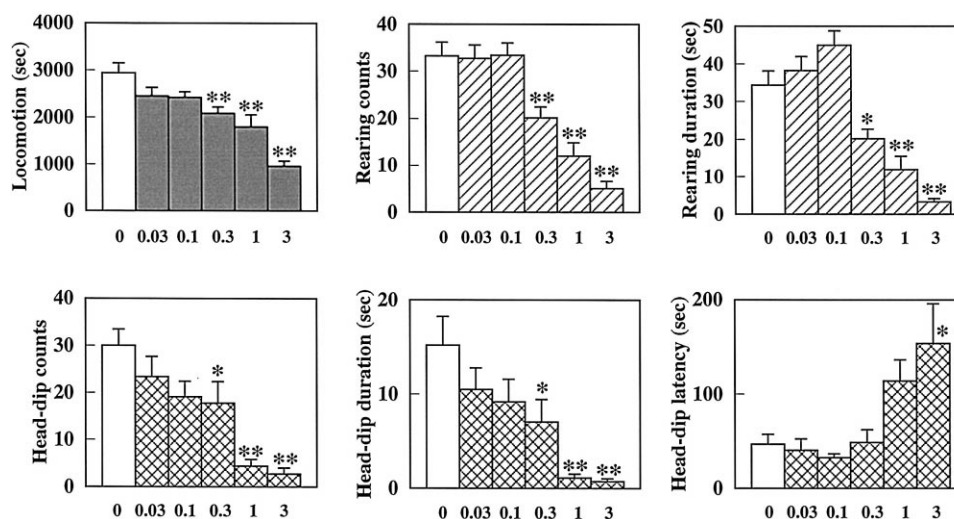 Locomotion (sec)
4000
3000
2000
1000
0
** ** **
0 0.03 0.1 0.3 1 3
Rearing counts
40
30
20
10
0
** ** **
0 0.03 0.1 0.3 1 3
Rearing duration (sec)
50
40
30
20
10
0
* ** **
0 0.03 0.1 0.3 1 3
Head-dip counts
40
30
20
10
0
* ** **
0 0.03 0.1 0.3 1 3
Head-dip duration (sec)
20
10
0
* ** **
0 0.03 0.1 0.3 1 3
Head-dip latency (sec)
200
100
0
*
0 0.03 0.1 0.3 1 3